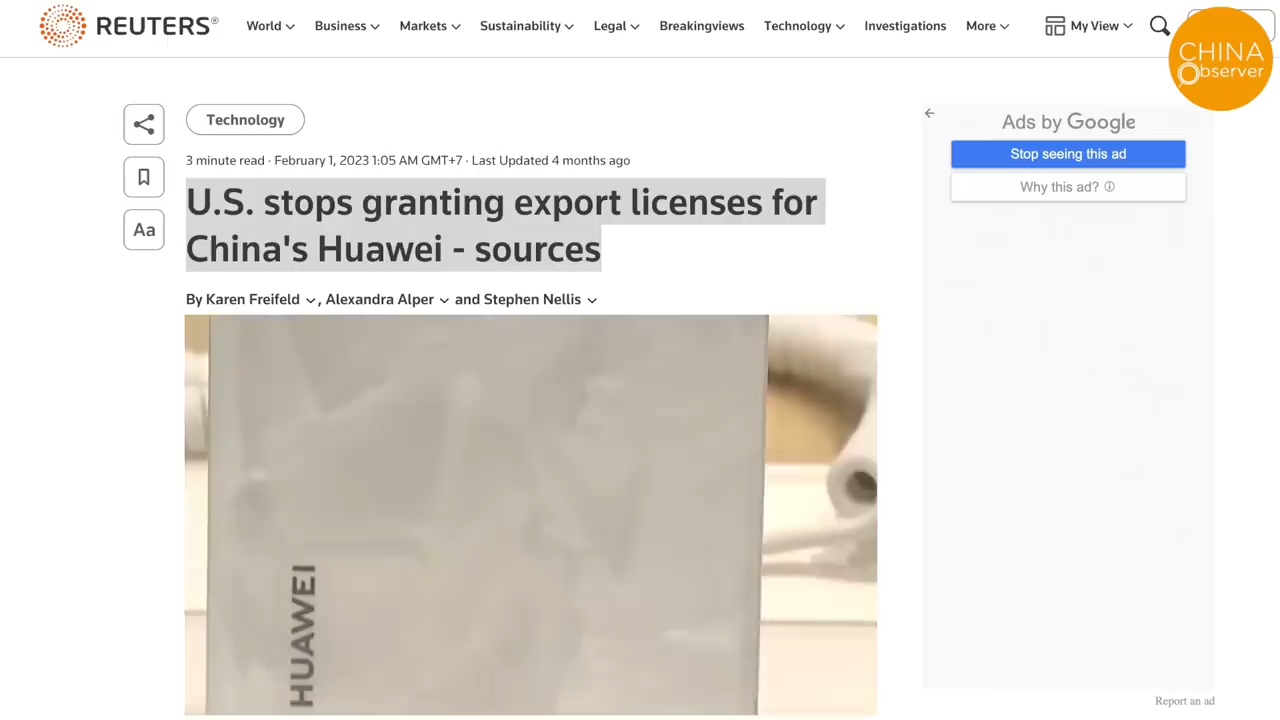 REUTERS®
World Business Markets Sustainability Legal Breakingviews Technology Investigations More My View
CHINA
Observer
Technology
Ads by Google
Stop seeing this ad
Why this ad?
3 minute read · February 1, 2023 1:05 AM GMT+7 · Last Updated 4 months ago
U.S. stops granting export licenses for
China's Huawei - sources
Aa
By Karen Freifeld , Alexandra Alper and Stephen Nellis
HUAWEI
Report an ad